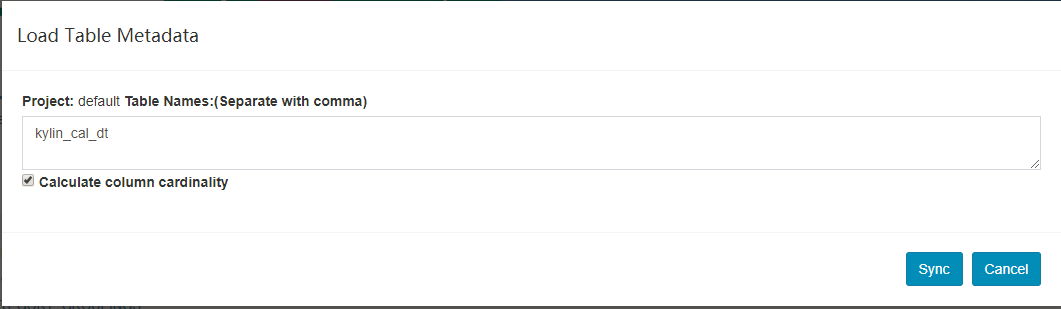 Load Table Metadata
Project: default Table Names:(Separate with comma)
kylin_cal_dt
Calculate column cardinality
Sync Cancel